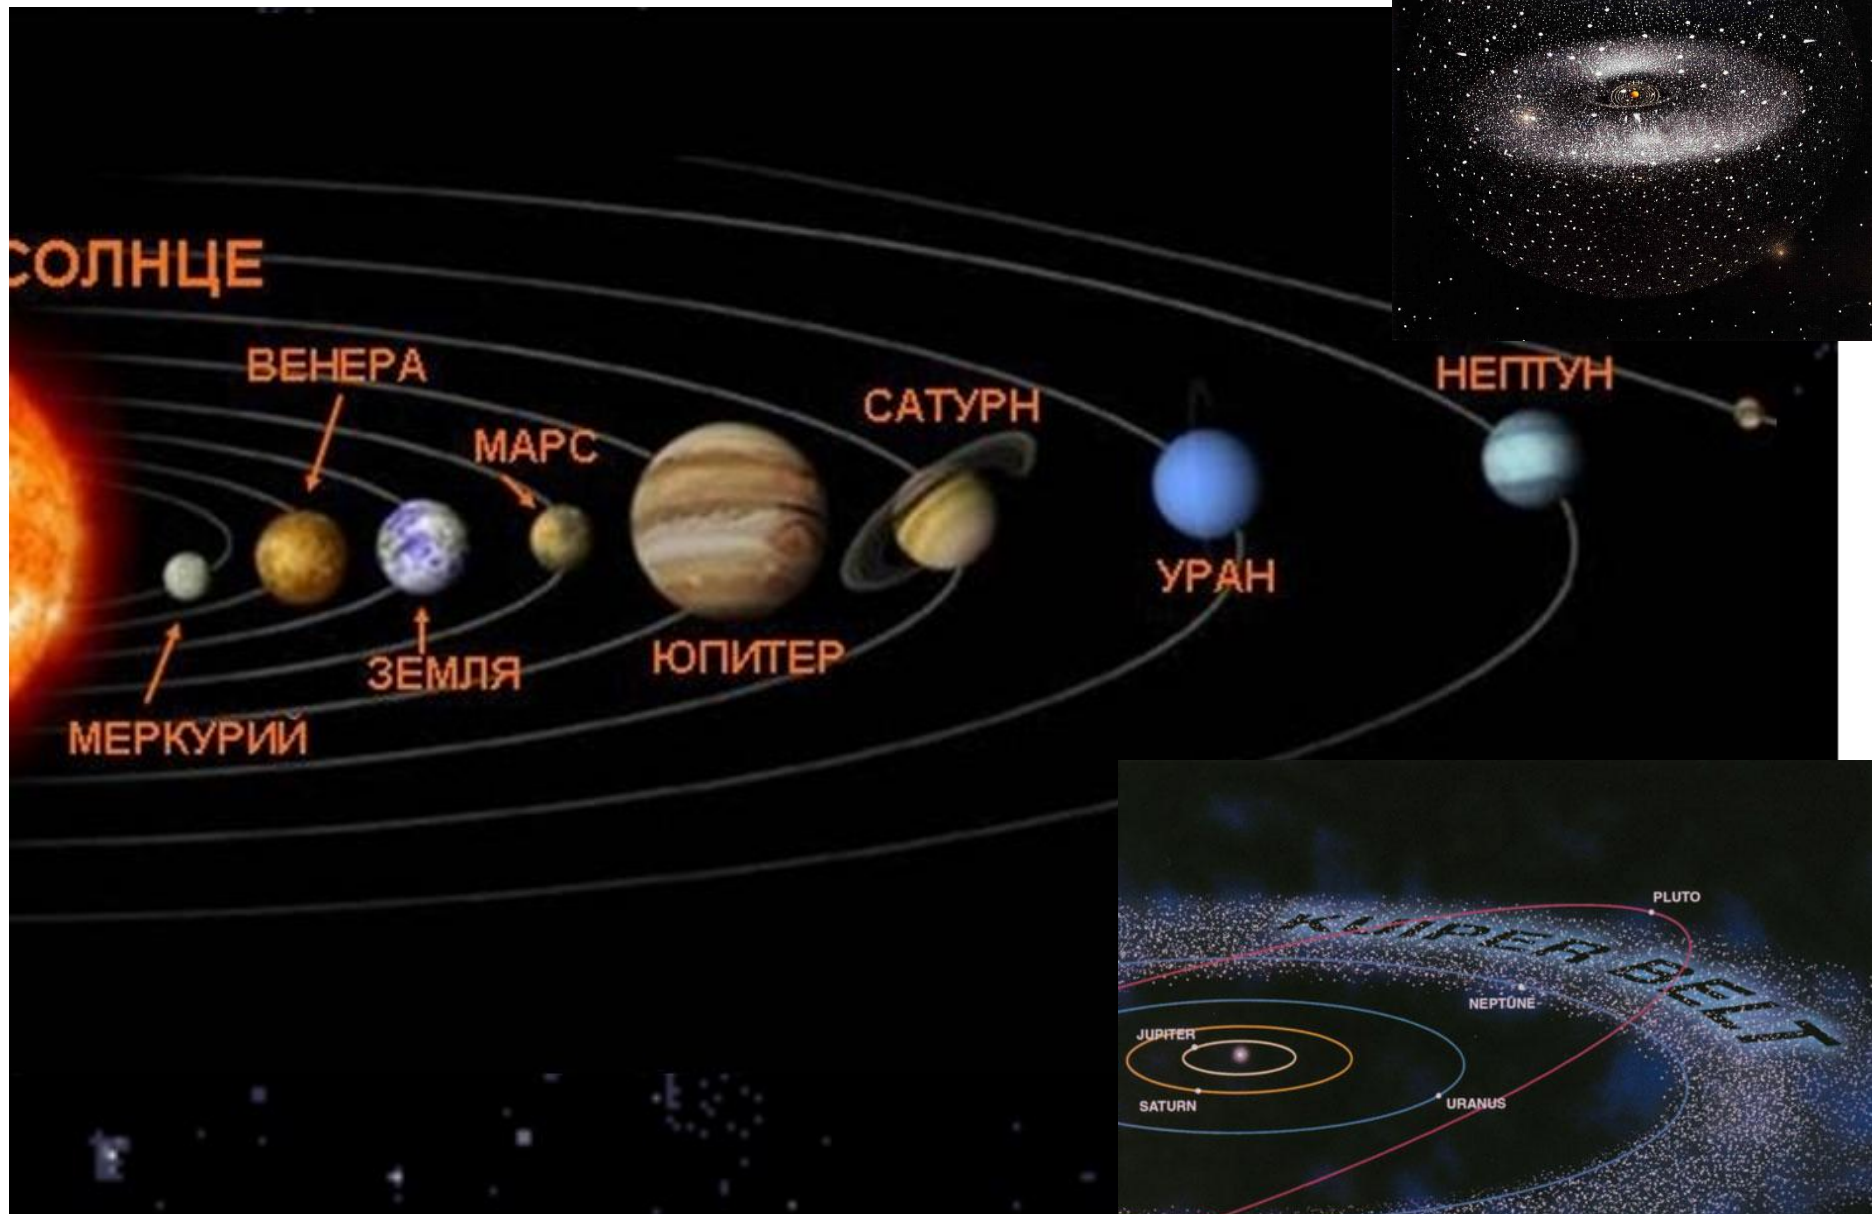 СОЛНЦЕ
ВЕНЕРА
НЕПТУН
САТУРН
МАРС
УРАН
ЮПИТЕР
ЗЕМЛЯ
МЕРКУРИЙ
PLUTO
KUIPER BELT
NEPTUNE
JUPITER
SATURN
URANUS